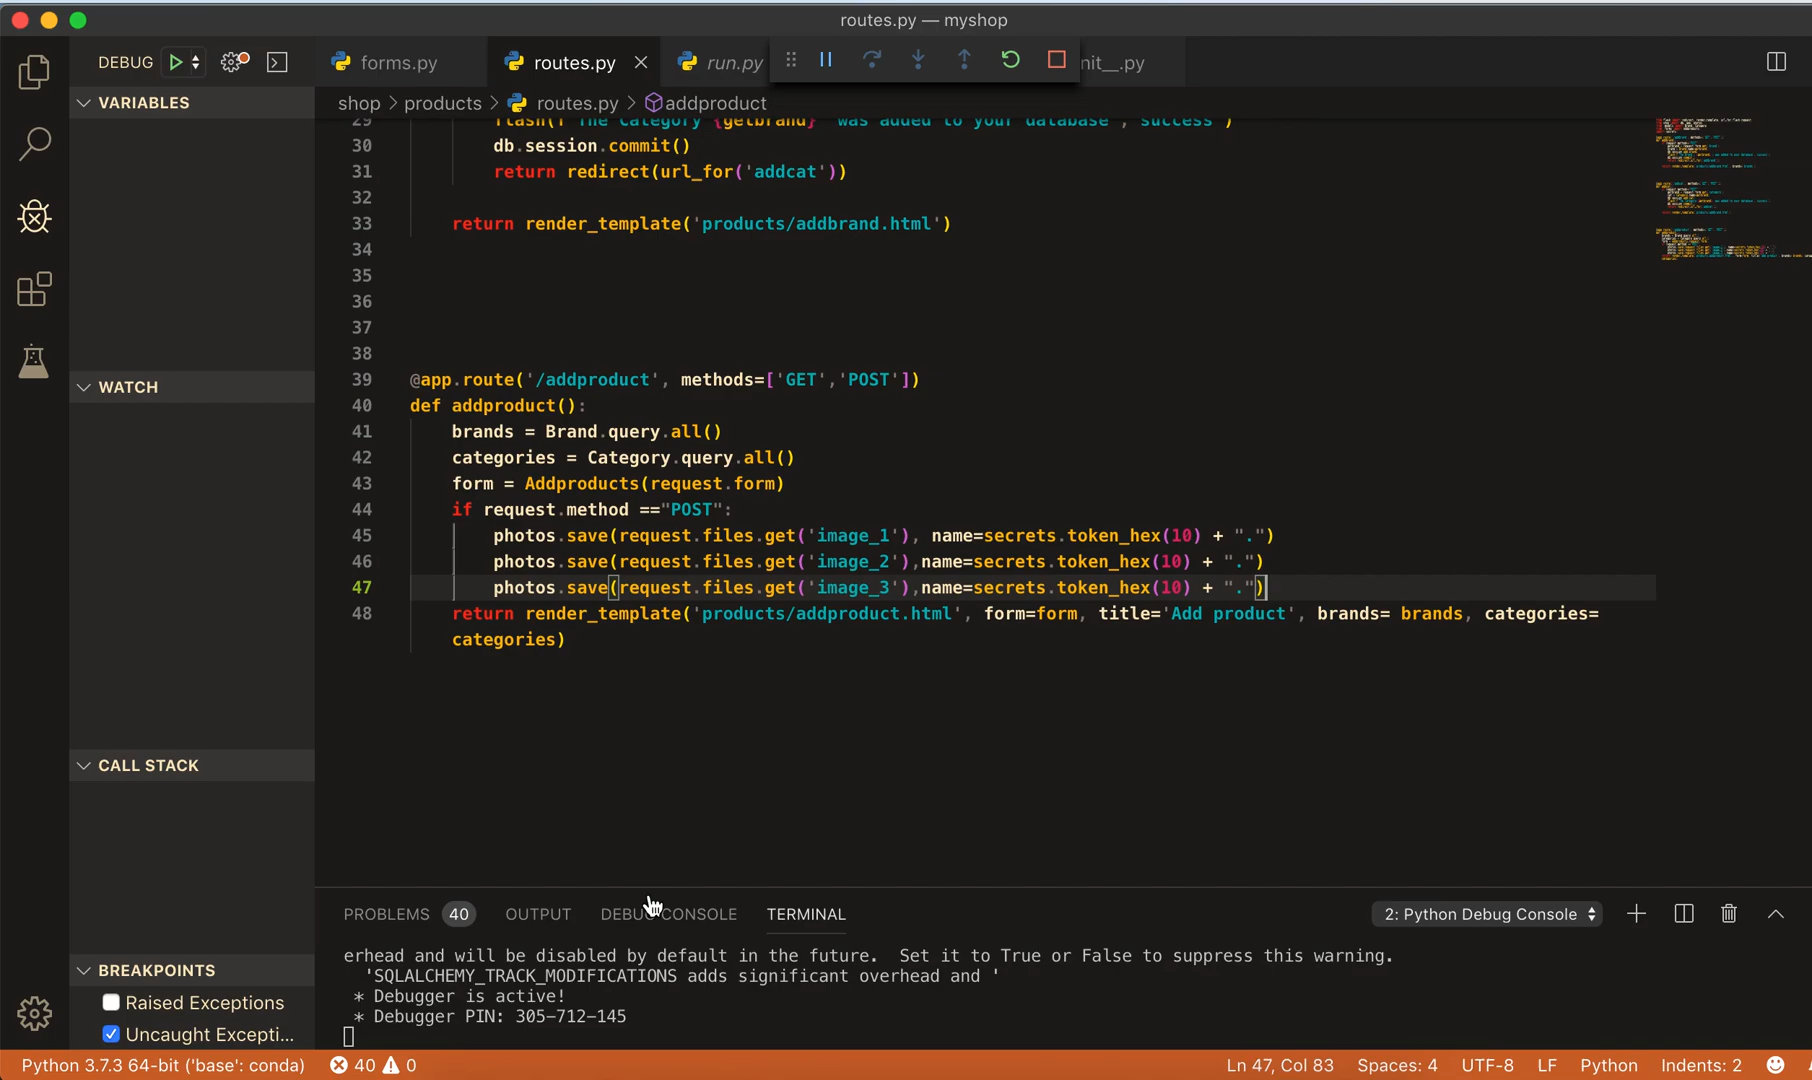 routes.py — myshop
DEBUG
forms.py
routes.py
run.py
nit__.py
VARIABLES
shop > products > routes.py > addproduct
29 flash(f'The Category {getbrand} was added to your database','success')
30 db.session.commit()
31 return redirect(url_for('addcat'))
32
33 return render_template('products/addbrand.html')
34
35
36
37
38
39 @app.route('/addproduct', methods=['GET','POST'])
40 def addproduct():
41 brands = Brand.query.all()
42 categories = Category.query.all()
43 form = Addproducts(request.form)
44 if request.method =="POST":
45 photos.save(request.files.get('image_1'), name=secrets.token_hex(10) + ".")
46 photos.save(request.files.get('image_2'),name=secrets.token_hex(10) + ".")
47 photos.save(request.files.get('image_3'),name=secrets.token_hex(10) + ".")
48 return render_template('products/addproduct.html', form=form, title='Add product', brands= brands, categories=
categories)
WATCH
CALL STACK
BREAKPOINTS
Raised Exceptions
Uncaught Excepti...
PROBLEMS 40 OUTPUT DEBUG CONSOLE TERMINAL
2: Python Debug Console
erhead and will be disabled by default in the future.  Set it to True or False to suppress this warning.
'SQLALCHEMY_TRACK_MODIFICATIONS adds significant overhead and '
* Debugger is active!
* Debugger PIN: 305-712-145
Python 3.7.3 64-bit ('base': conda) 40 0 Ln 47, Col 83 Spaces: 4 UTF-8 LF Python Indents: 2